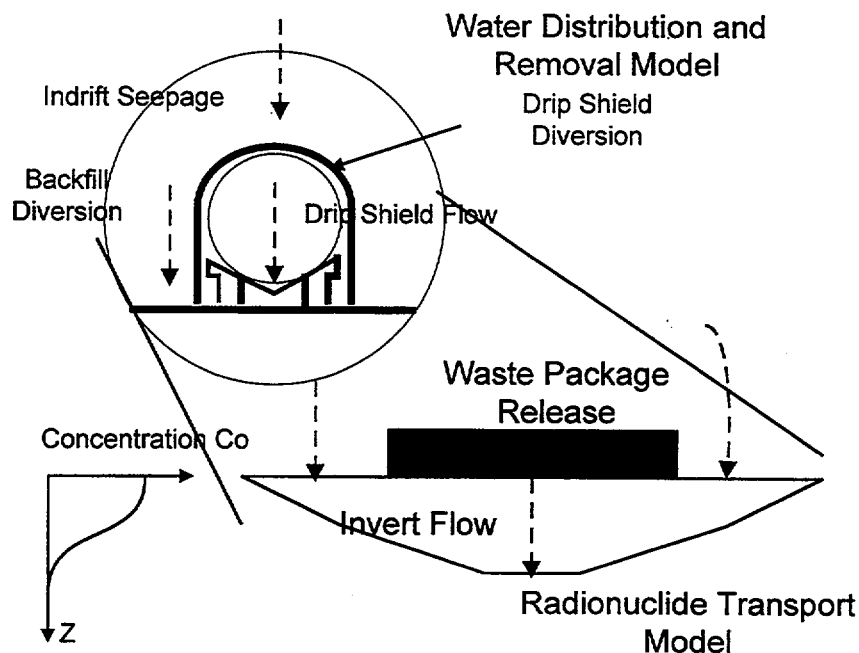 Water Distribution and
Removal Model
Drip Shield
Diversion
Indrift Seepage
Backfill
Diversion
Drip Shield Flow
Waste Package
Release
Concentration Co
Invert Flow
Radionuclide Transport
Model
Z